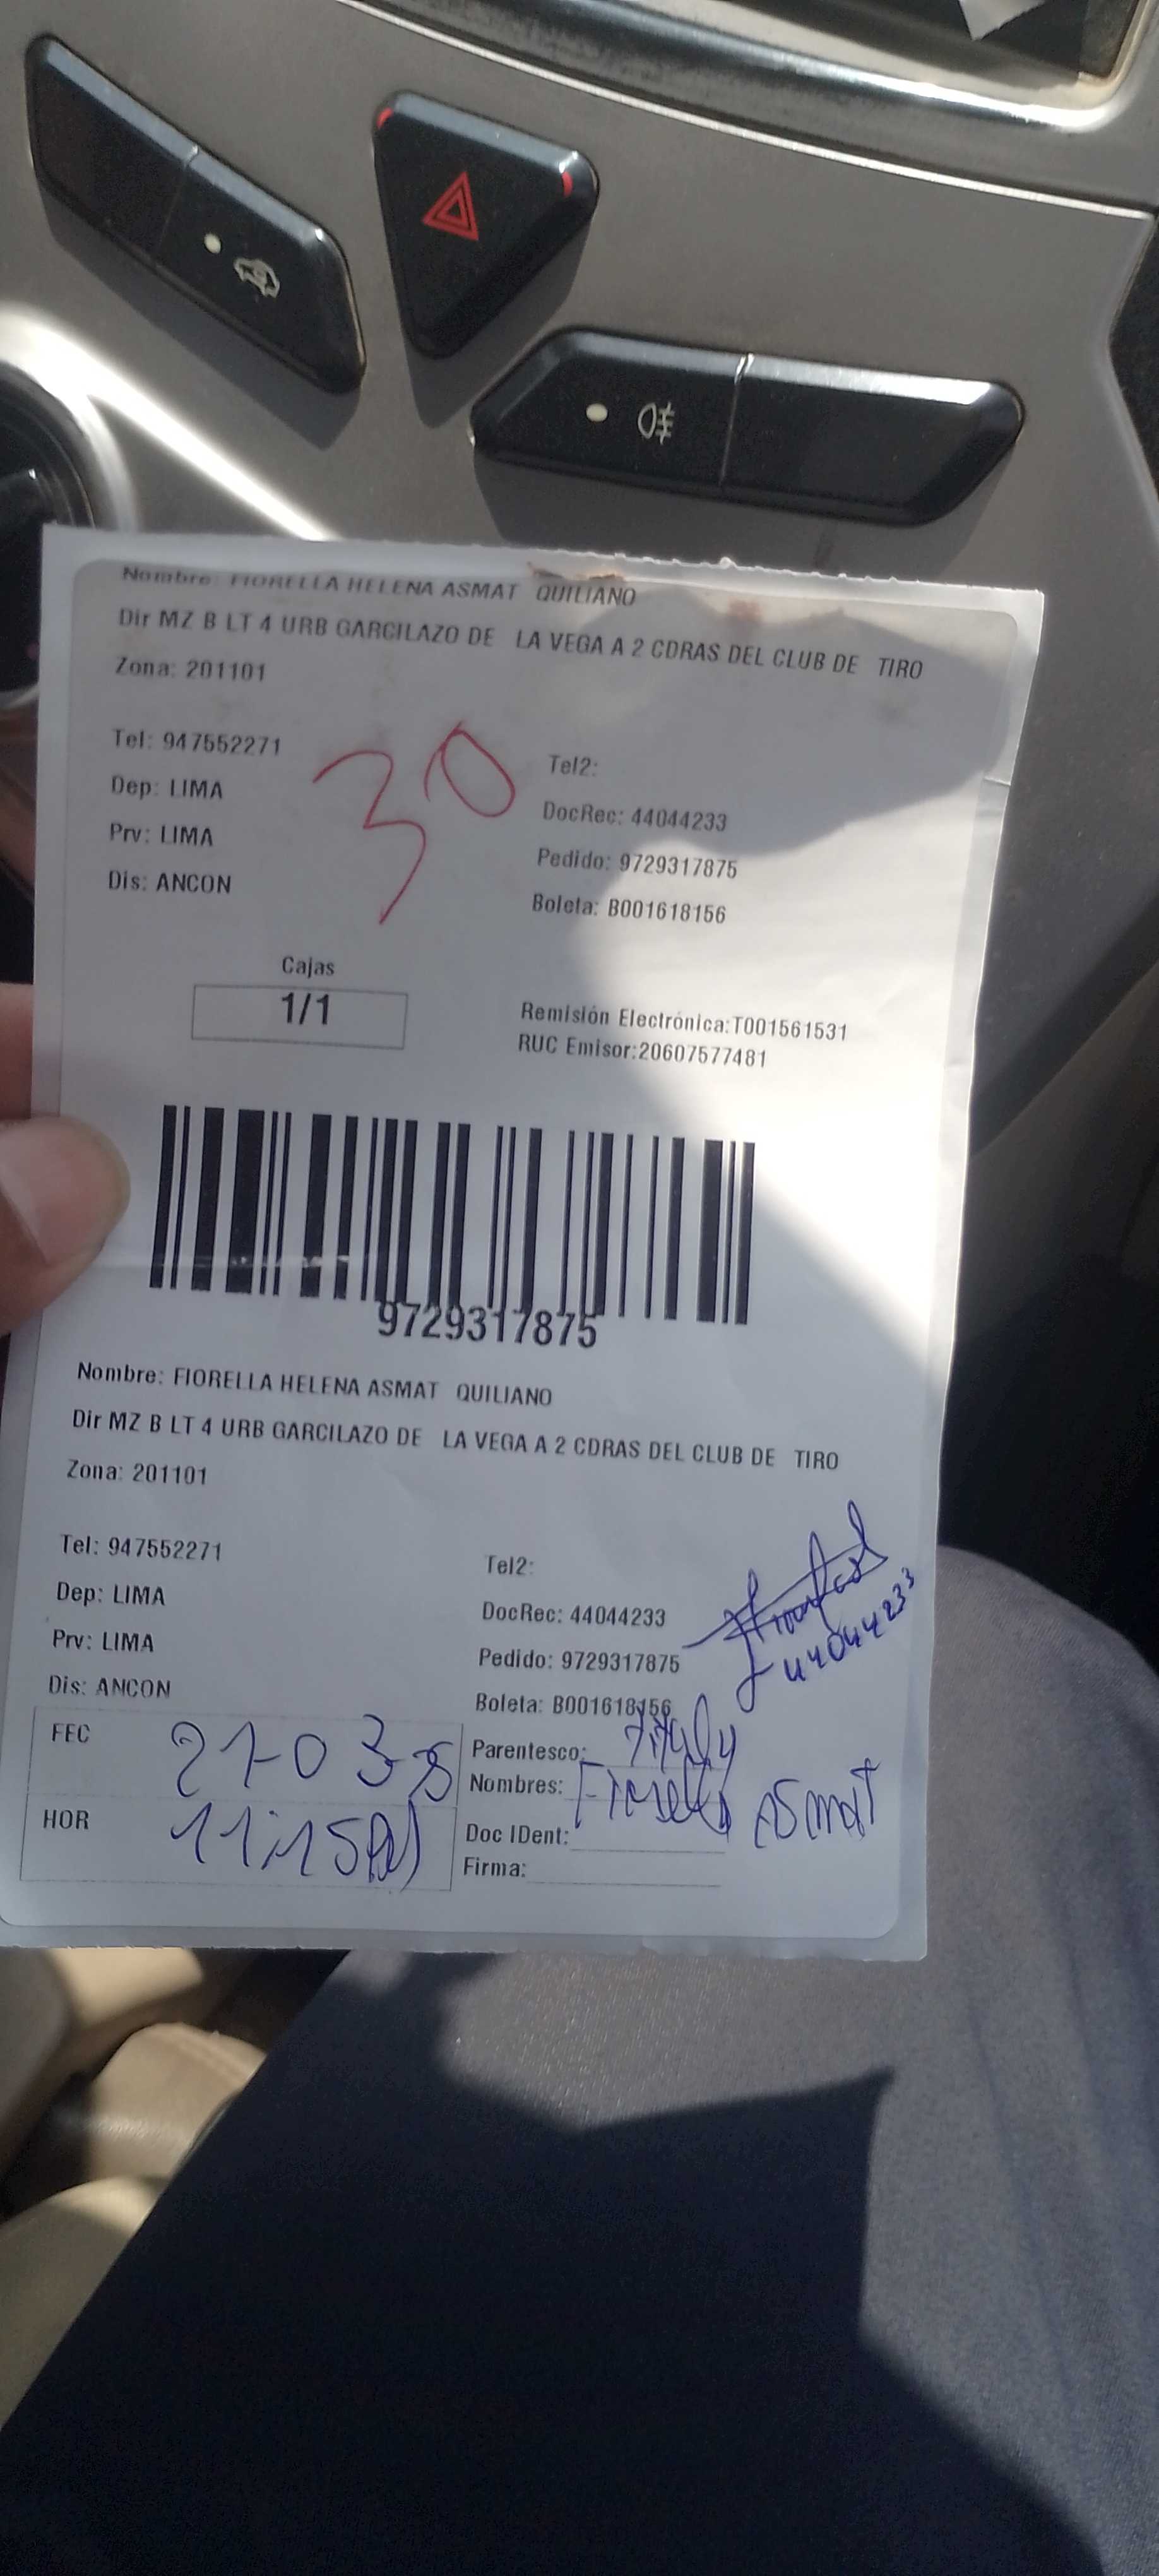 Nombre: FIORELLA HELENA ASMAT QUILIANO
Dir MZ B LT 4 URB GARCILAZO DE LA VEGA A 2 CDRAS DEL CLUB DE TIRO
Zona: 201101
30
Tel: 947552271
Tel2:
Dep: LIMA
DocRec: 44044233
Prv: LIMA
Pedido: 9729317875
Dis: ANCON
Boleta: B001618156
Cajas
1/1
Remisión Electrónica:T001561531
RUC Emisor:20607577481
9729317875
Nombre: FIORELLA HELENA ASMAT QUILIANO
Dir MZ B LT 4 URB GARCILAZO DE LA VEGA A 2 CDRAS DEL CLUB DE TIRO
Zona: 201101
Tel: 947552271
Tel2:
Dep: LIMA
DocRec: 44044233
44044233
Prv: LIMA
Pedido: 9729317875
Dis: ANCON
Boleta: B001618156
FEC
Parentesco:
Nombres: Fiorella Asmat
HOR
Doc IDent:
Firma: